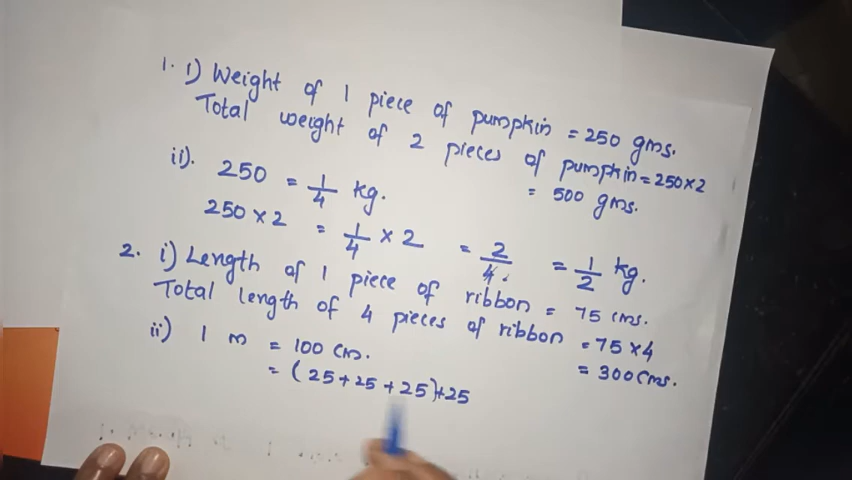 1. i) Weight of 1 piece of pumpkin = 250 gms.
Total weight of 2 pieces of pumpkin = 250 × 2
= 500 gms.
ii). 250 = 1/4 kg.
250 × 2 = 1/4 × 2 = 2/4 = 1/2 kg.
2. i) Length of 1 piece of ribbon = 75 cms.
Total length of 4 pieces of ribbon = 75 × 4
= 300 cms.
ii) 1 m = 100 cm.
= (25+25+25)+25